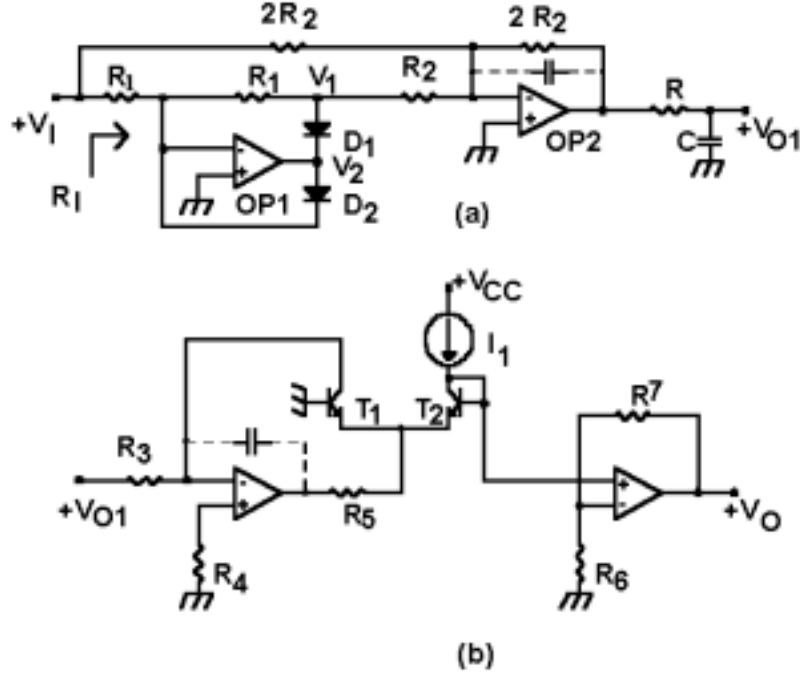 2R2
2 R2
RI
R1
V1
R2
R
+VI
D1
OP2
C
+VO1
V2
RI
OP1
D2
(a)
+VCC
I1
R7
T1
T2
R3
+VO1
R5
+VO
R4
R6
(b)